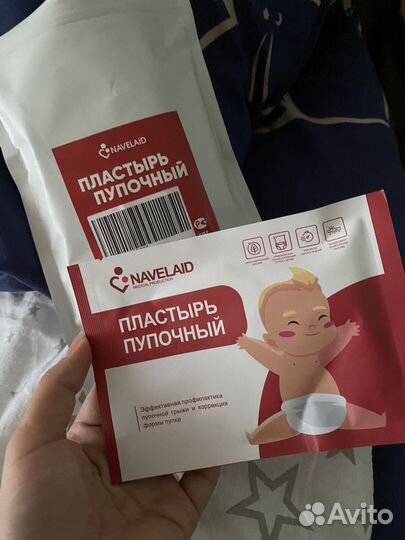 NAVELAID
ПЛАСТЫРЬ
ПУПОЧНЫЙ
NAVELAID
MEDICAL PRODUCTION
ПЛАСТЫРЬ
ПУПОЧНЫЙ
Эффективная профилактика
пупочной грыжи и коррекция
формы пупка
Avito